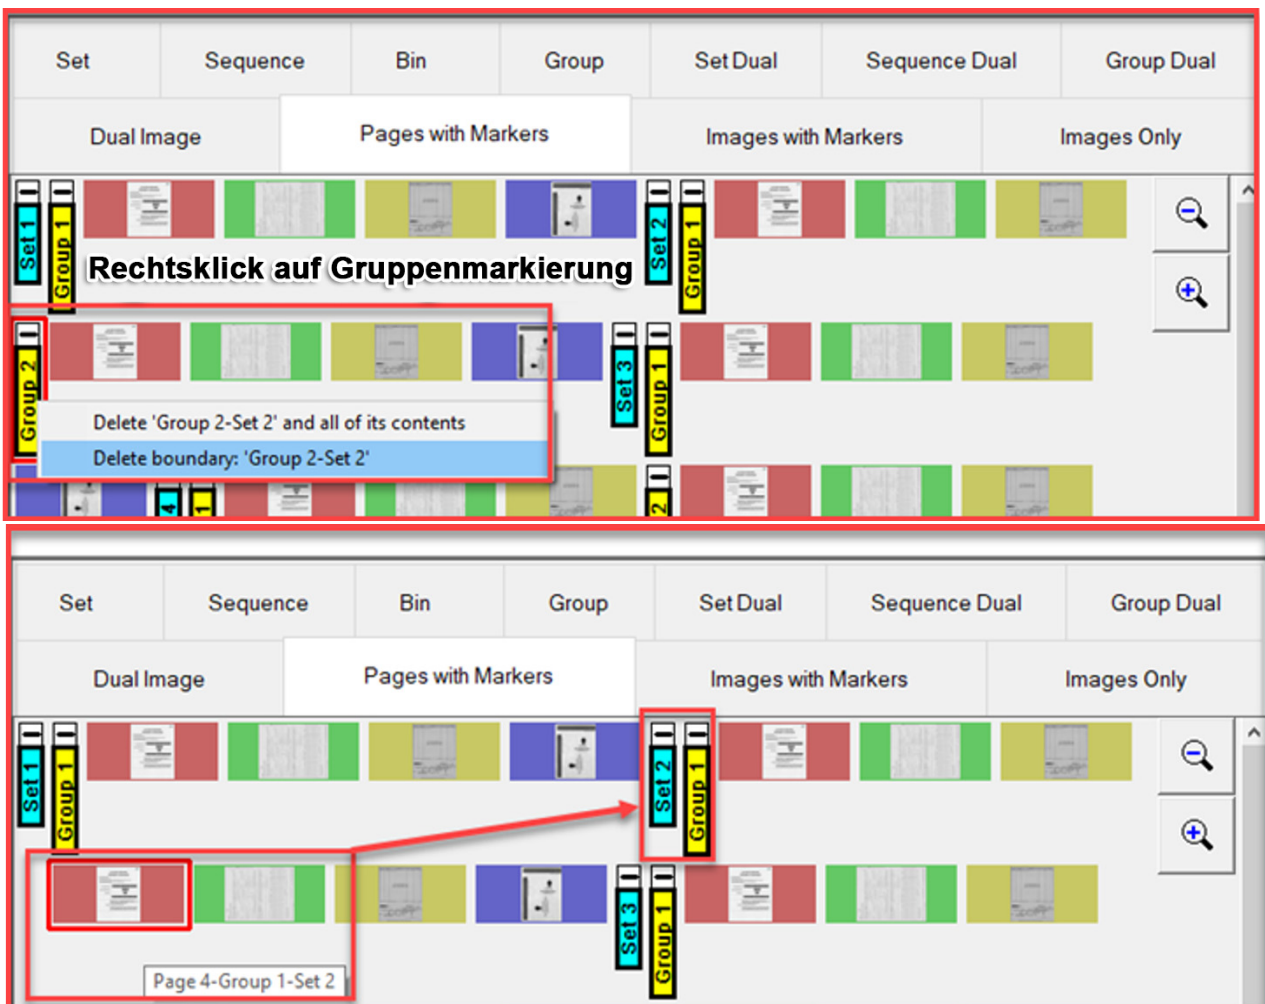 Set Sequence Bin Group Set Dual Sequence Dual Group Dual
Dual Image Pages with Markers Images with Markers Images Only
Set 1 Group 1 Set 2 Group 1
Rechtsklick auf Gruppenmarkierung
Group 2 Set 3 Group 1
Delete 'Group 2-Set 2' and all of its contents
Delete boundary: 'Group 2-Set 2'
4 1 2
Set Sequence Bin Group Set Dual Sequence Dual Group Dual
Dual Image Pages with Markers Images with Markers Images Only
Set 1 Group 1 Set 2 Group 1
Set 3 Group 1
Page 4-Group 1-Set 2